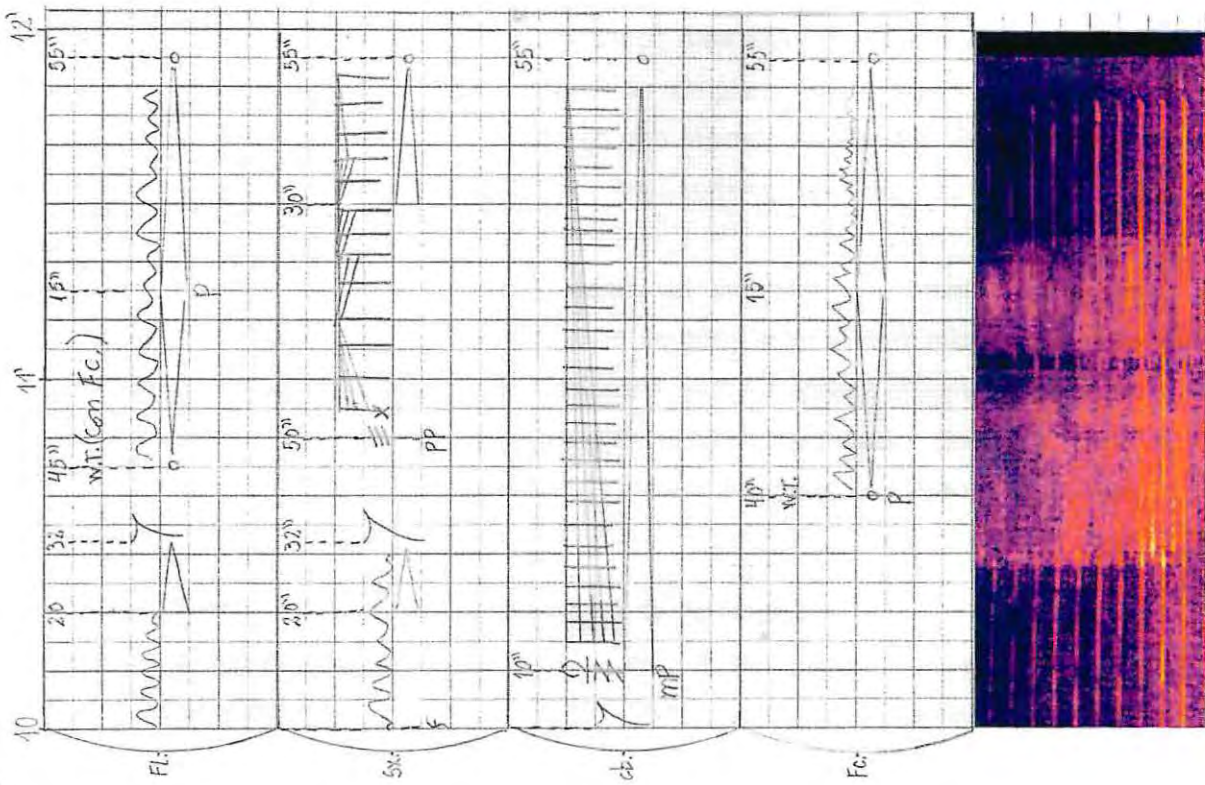 10 11' 12'
20 32 45" 15" 55"
W.T.(Con Fc.)
FL:
p
20" 32" 50" 30" 55"
Sx.:
F PP
10" 55"
cb.:
mP
40" 15" 55"
W.T.
Fc.:
P